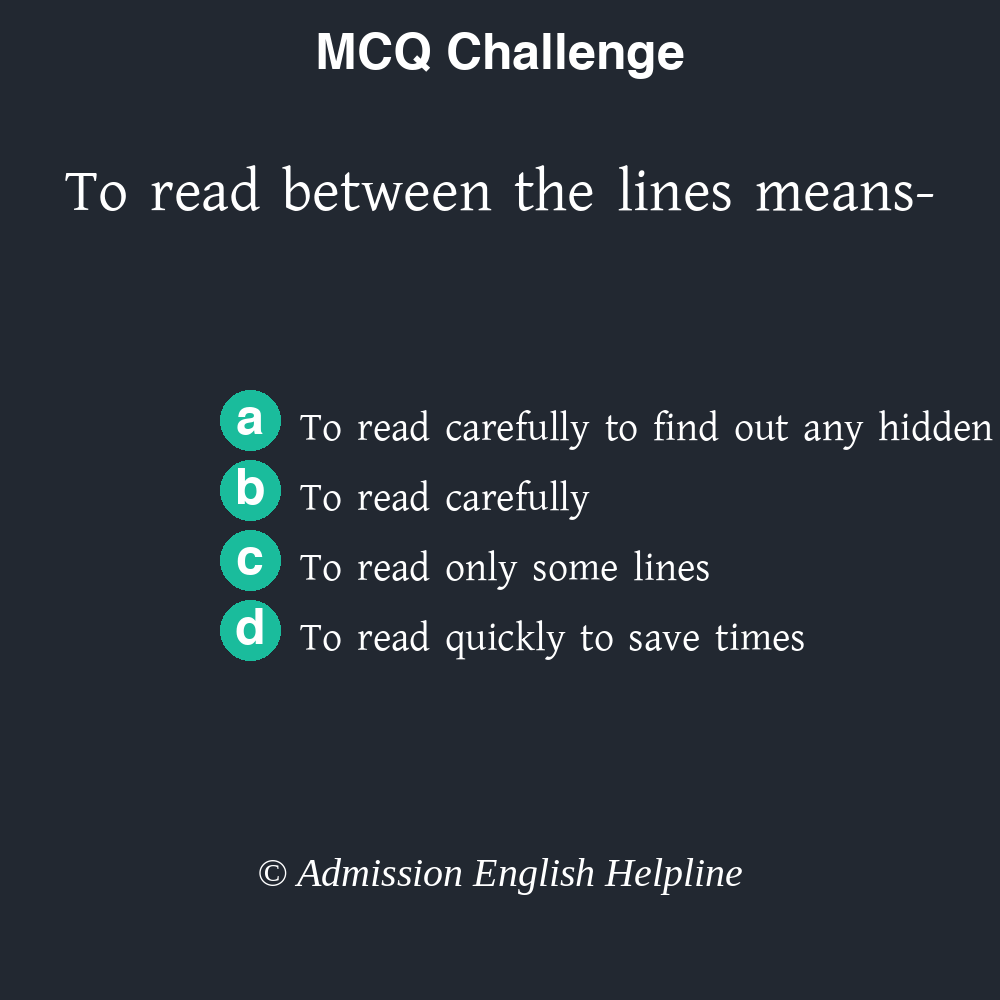 MCQ Challenge
To read between the lines means-
a To read carefully to find out any hidden
b To read carefully
c To read only some lines
d To read quickly to save times
© Admission English Helpline